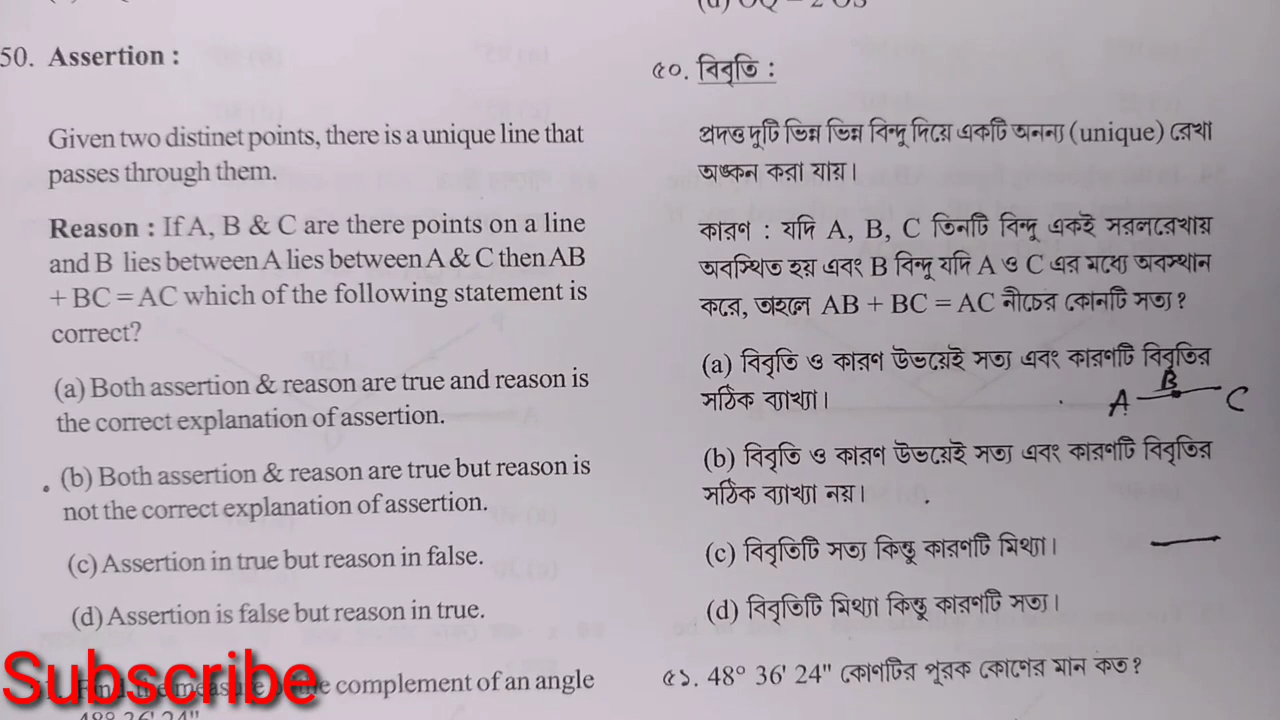 50. Assertion :
Given two distinet points, there is a unique line that
passes through them.
Reason : If A, B & C are there points on a line
and B lies between A lies between A & C then AB
+ BC = AC which of the following statement is
correct?
(a) Both assertion & reason are true and reason is
the correct explanation of assertion.
(b) Both assertion & reason are true but reason is
not the correct explanation of assertion.
(c) Assertion in true but reason in false.
(d) Assertion is false but reason in true.
Find the measure complement of an angle
Subscribe
৫০. বিবৃতি :
প্রদত্ত দুটি ভিন্ন ভিন্ন বিন্দু দিয়ে একটি অনন্য (unique) রেখা
অঙ্কন করা যায়।
কারণ : যদি A, B, C তিনটি বিন্দু একই সরলরেখায়
অবস্থিত হয় এবং B বিন্দু যদি A ও C এর মধ্যে অবস্থান
করে, তাহলে AB + BC = AC নীচের কোনটি সত্য ?
(a) বিবৃতি ও কারণ উভয়েই সত্য এবং কারণটি বিবৃতির
সঠিক ব্যাখ্যা।
A B C
(b) বিবৃতি ও কারণ উভয়েই সত্য এবং কারণটি বিবৃতির
সঠিক ব্যাখ্যা নয়।
(c) বিবৃতিটি সত্য কিন্তু কারণটি মিথ্যা।
(d) বিবৃতিটি মিথ্যা কিন্তু কারণটি সত্য।
৫১. 48° 36' 24" কোণটির পূরক কোণের মান কত ?